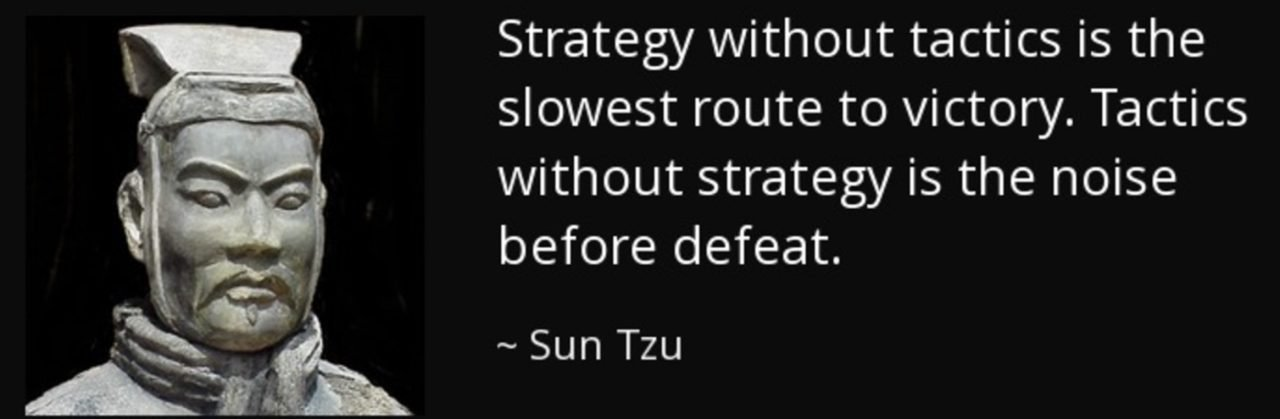 Strategy without tactics is the
slowest route to victory. Tactics
without strategy is the noise
before defeat.
~ Sun Tzu